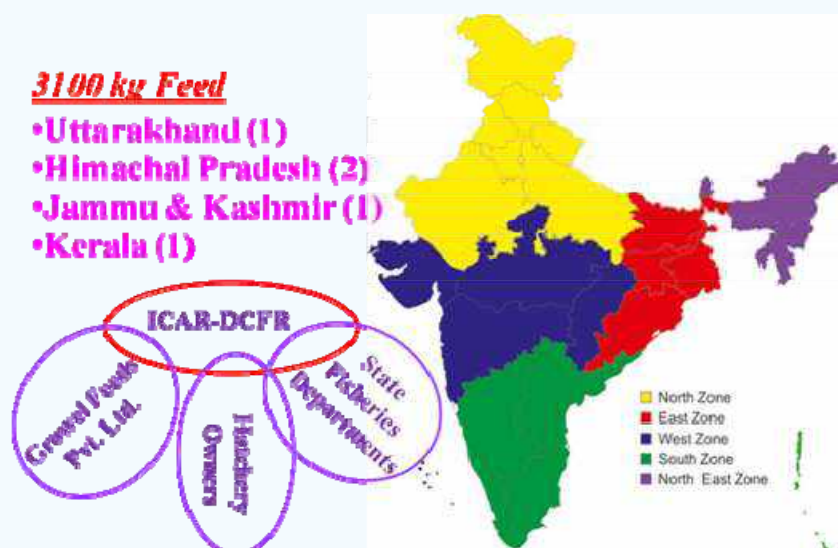 3100 kg Feed
•Uttarakhand (1)
•Himachal Pradesh (2)
•Jammu & Kashmir (1)
•Kerala (1)
ICAR-DCFR
Growel Feeds
Pvt. Ltd.
Hatchery
Owners
State
Fisheries
Departments
North Zone
East Zone
West Zone
South Zone
North East Zone